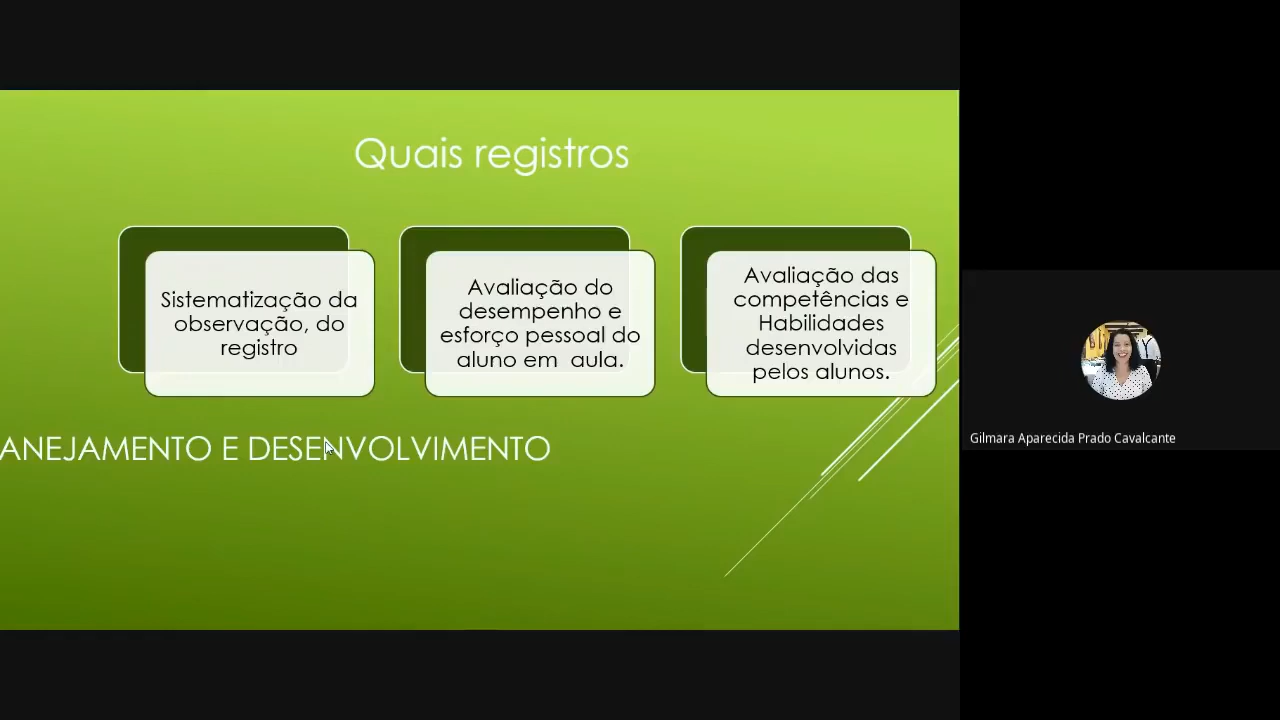 Quais registros
Sistematização da
observação, do
registro
Avaliação do
desempenho e
esforço pessoal do
aluno em aula.
Avaliação das
competências e
Habilidades
desenvolvidas
pelos alunos.
ANEJAMENTO E DESENVOLVIMENTO
Gilmara Aparecida Prado Cavalcante